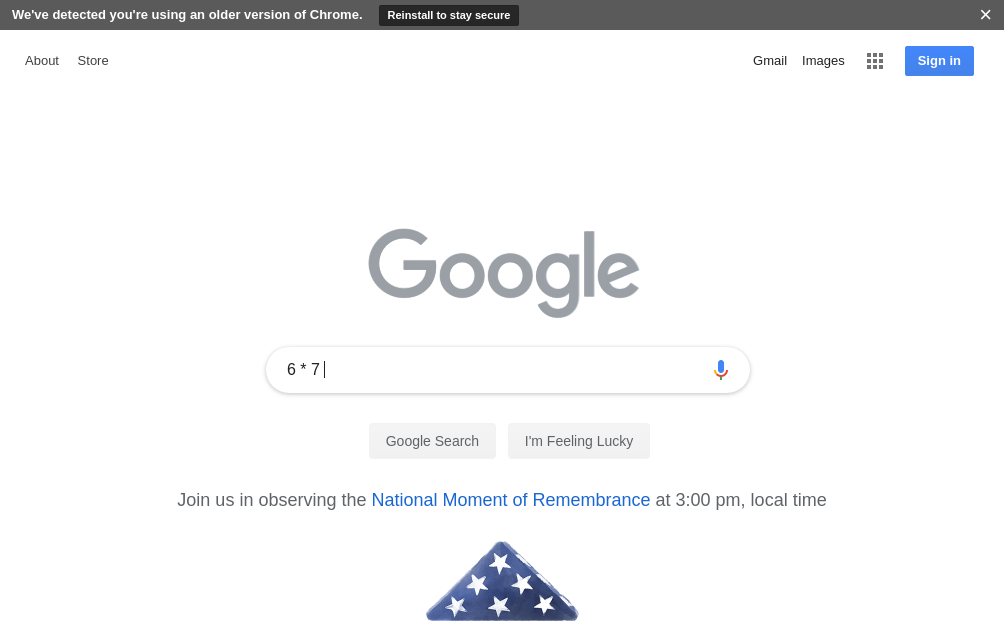 We've detected you're using an older version of Chrome. Reinstall to stay secure
About Store Gmail Images Sign in
Google
6 * 7
Google Search I'm Feeling Lucky
Join us in observing the National Moment of Remembrance at 3:00 pm, local time